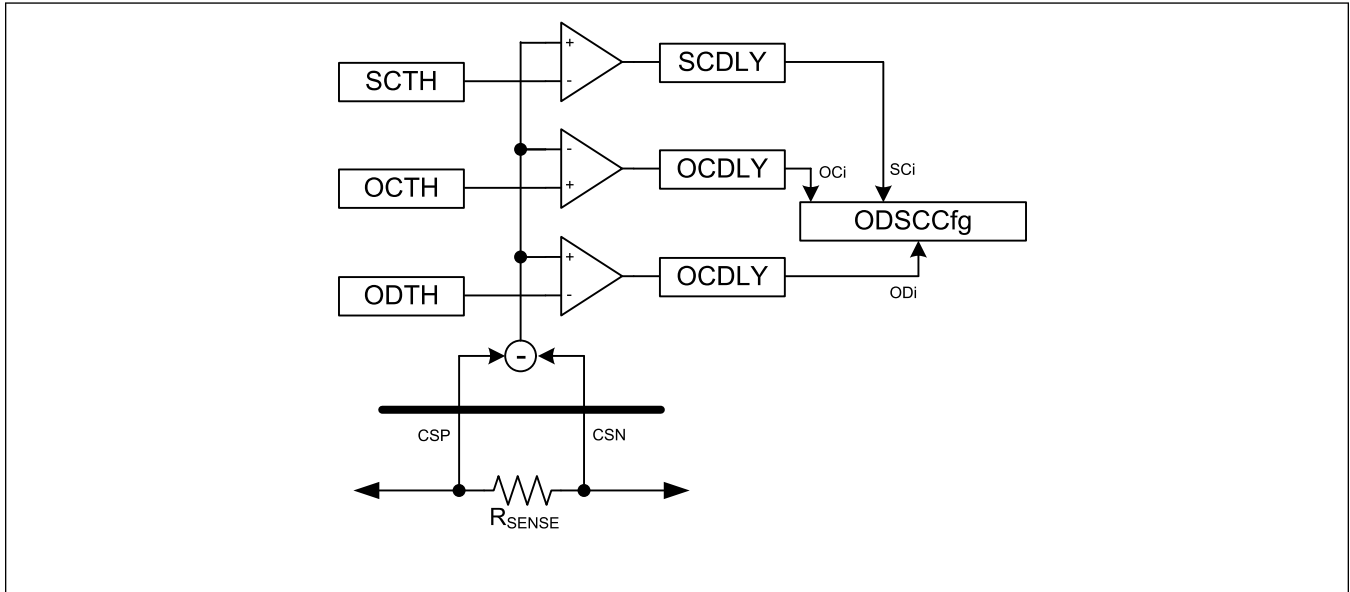 +
SCDLY
SCTH
-
-
OCDLY
OCi
SCi
OCTH
+
ODSCCfg
+
OCDLY
ODTH
-
ODi
-
CSP
CSN
RSENSE